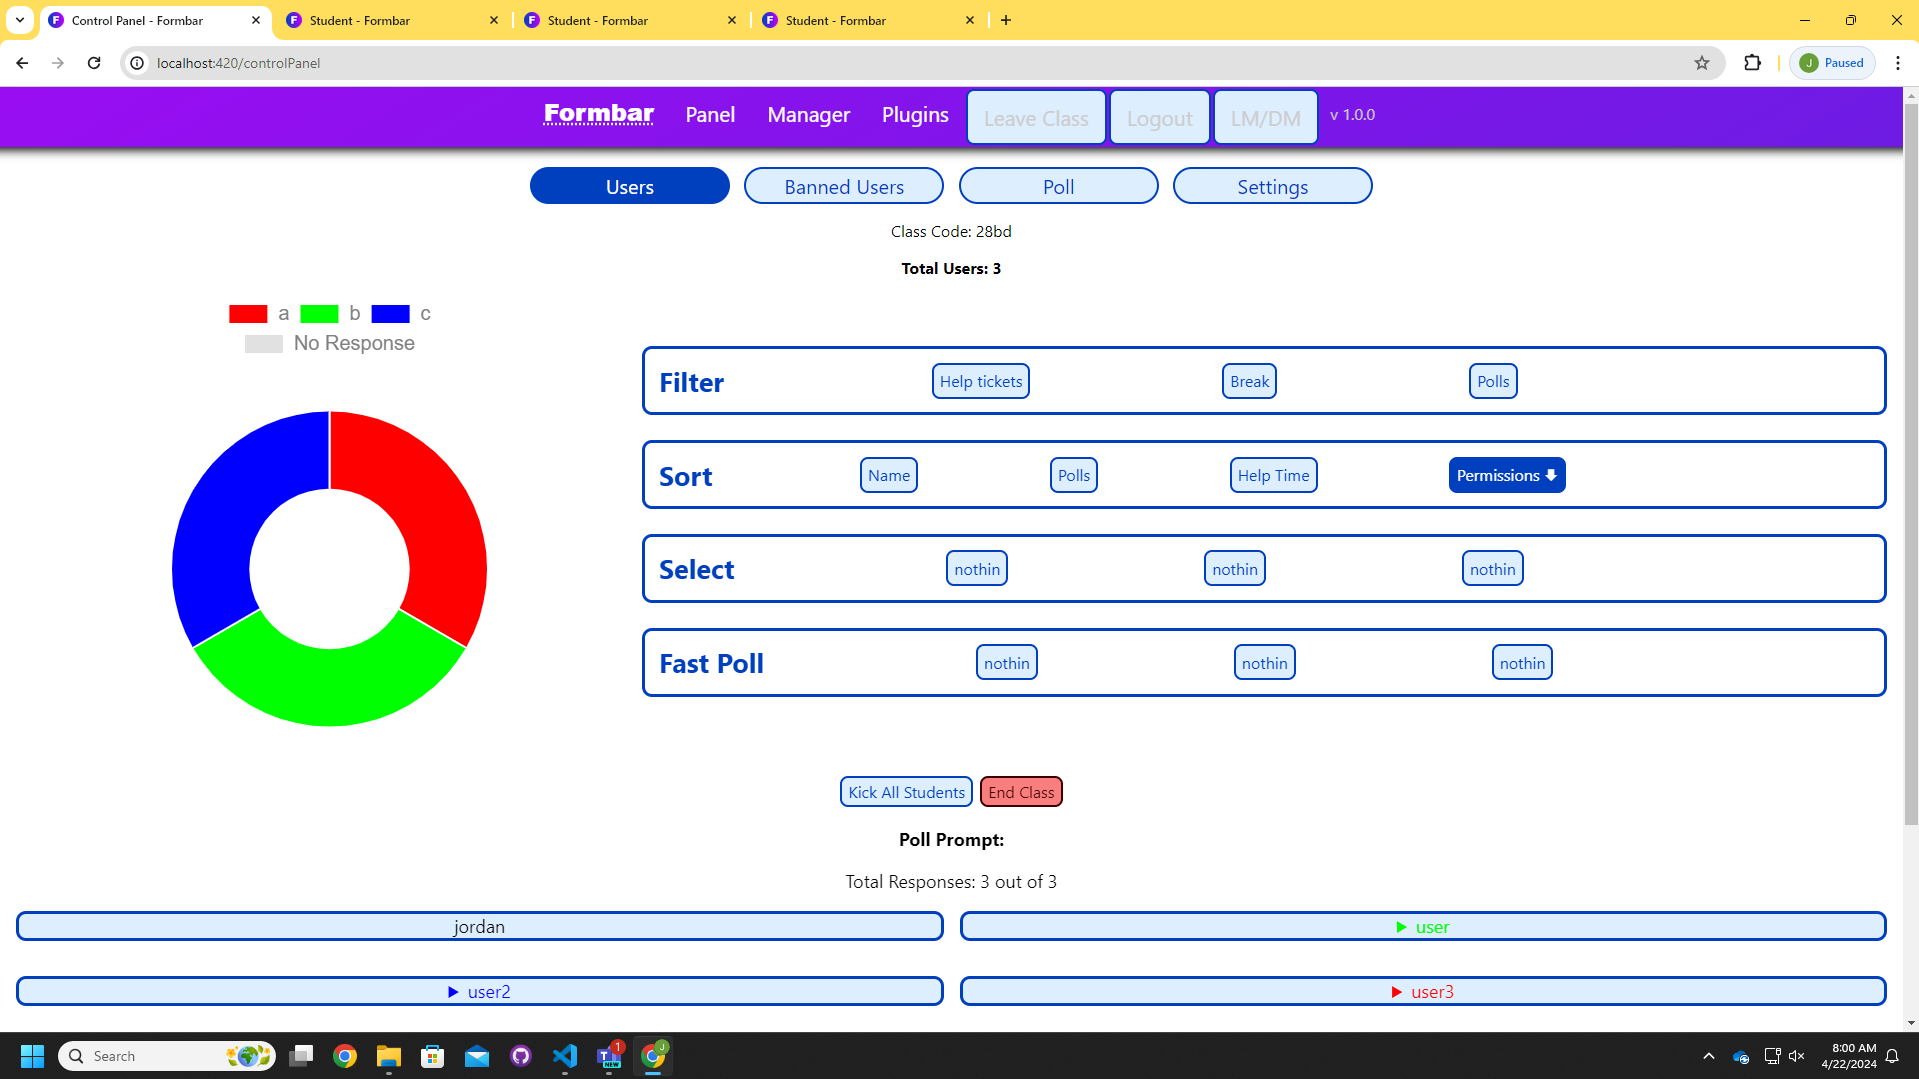 Control Panel - Formbar
Student - Formbar
Student - Formbar
Student - Formbar
localhost:420/controlPanel
J
Paused
Formbar
Panel
Manager
Plugins
Leave Class
Logout
LM/DM
v 1.0.0
Users
Banned Users
Poll
Settings
Class Code: 28bd
Total Users: 3
a b c
No Response
Filter
Help tickets
Break
Polls
Sort
Name
Polls
Help Time
Permissions
Select
nothin
nothin
nothin
Fast Poll
nothin
nothin
nothin
Kick All Students
End Class
Poll Prompt:
Total Responses: 3 out of 3
jordan
user
user2
user3
Search
1
NEW
J
8:00 AM
4/22/2024